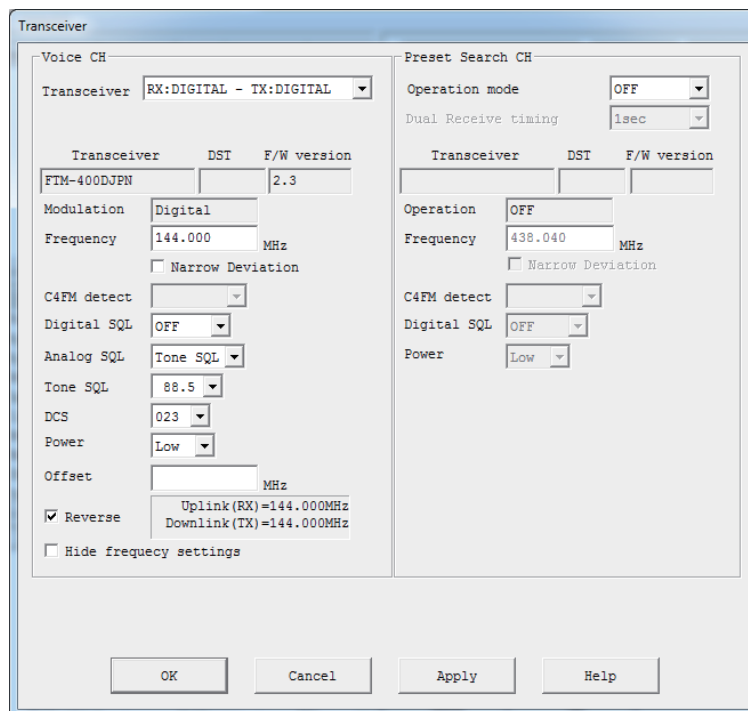 Transceiver
Voice CH
Transceiver RX:DIGITAL - TX:DIGITAL
Transceiver DST F/W version
FTM-400DJPN 2.3
Modulation Digital
Frequency 144.000 MHz
Narrow Deviation
C4FM detect
Digital SQL OFF
Analog SQL Tone SQL
Tone SQL 88.5
DCS 023
Power Low
Offset MHz
Reverse
Uplink(RX)=144.000MHz
Downlink(TX)=144.000MHz
Hide frequecy settings
Preset Search CH
Operation mode OFF
Dual Receive timing 1sec
Transceiver DST F/W version
Operation OFF
Frequency 438.040 MHz
Narrow Deviation
C4FM detect
Digital SQL OFF
Power Low
OK Cancel Apply Help